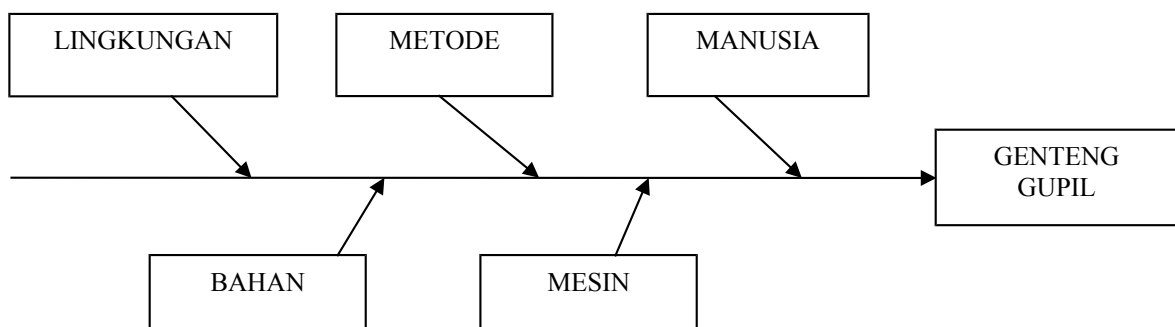 LINGKUNGAN
METODE
MANUSIA
GENTENG
GUPIL
BAHAN
MESIN